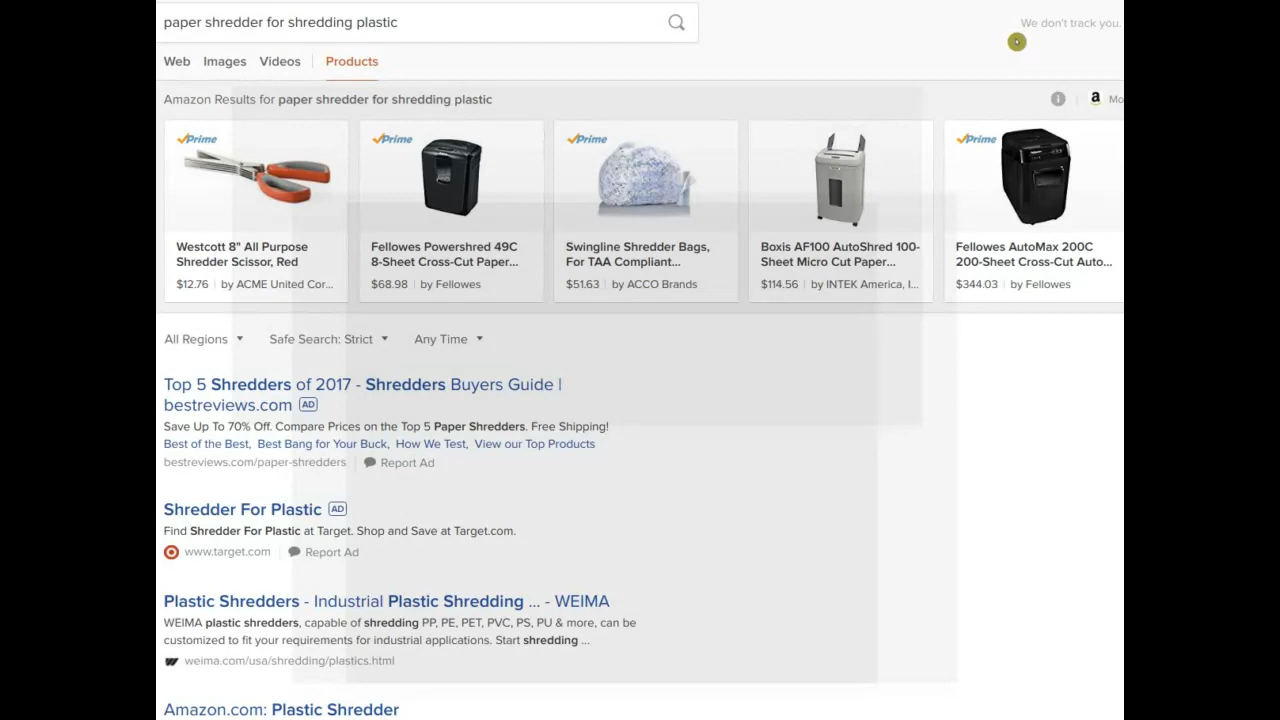 paper shredder for shredding plastic
We don't track you.
Web Images Videos Products
Amazon Results for paper shredder for shredding plastic
a Mo
Prime
Westcott 8" All Purpose
Shredder Scissor, Red
$12.76 by ACME United Cor...
Prime
Fellowes Powershred 49C
8-Sheet Cross-Cut Paper...
$68.98 by Fellowes
Prime
Swingline Shredder Bags,
For TAA Compliant...
$51.63 by ACCO Brands
Boxis AF100 AutoShred 100-
Sheet Micro Cut Paper...
$114.56 by INTEK America, I...
Prime
Fellowes AutoMax 200C
200-Sheet Cross-Cut Auto...
$344.03 by Fellowes
All Regions Safe Search: Strict Any Time
Top 5 Shredders of 2017 - Shredders Buyers Guide |
bestreviews.com AD
Save Up To 70% Off. Compare Prices on the Top 5 Paper Shredders. Free Shipping!
Best of the Best, Best Bang for Your Buck, How We Test, View our Top Products
bestreviews.com/paper-shredders Report Ad
Shredder For Plastic AD
Find Shredder For Plastic at Target. Shop and Save at Target.com.
www.target.com Report Ad
Plastic Shredders - Industrial Plastic Shredding ... - WEIMA
WEIMA plastic shredders, capable of shredding PP, PE, PET, PVC, PS, PU & more, can be
customized to fit your requirements for industrial applications. Start shredding ...
weima.com/usa/shredding/plastics.html
Amazon.com: Plastic Shredder